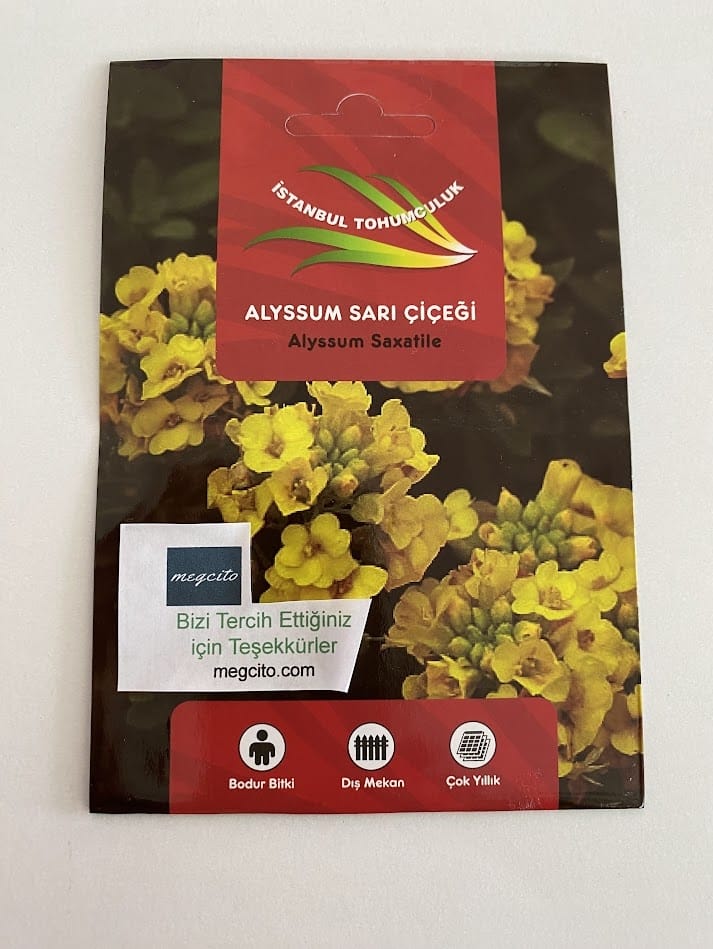 İSTANBUL TOHUMCULUK
ALYSSUM SARI ÇİÇEĞİ
Alyssum Saxatile
megcito
Bizi Tercih Ettiğiniz
için Teşekkürler
megcito.com
Bodur Bitki
Dış Mekan
Çok Yıllık